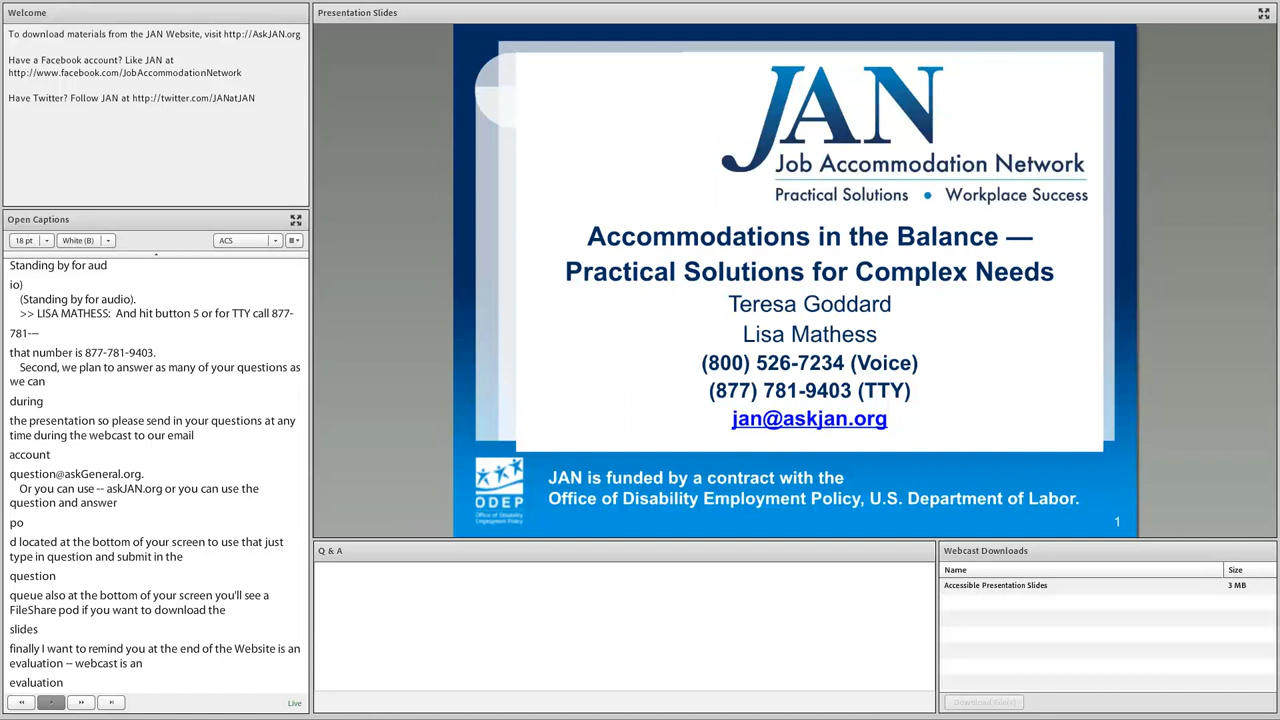 Welcome
To download materials from the JAN Website, visit http://AskJAN.org
Have a Facebook account? Like JAN at
http://www.facebook.com/JobAccommodationNetwork
Have Twitter? Follow JAN at http://twitter.com/JANatJAN
Open Captions
18 pt
White (B)
ACS
Standing by for aud
io)
(Standing by for audio).
>> LISA MATHESS: And hit button 5 or for TTY call 877-
781---
that number is 877-781-9403.
Second, we plan to answer as many of your questions as
we can
during
the presentation so please send in your questions at any
time during the webcast to our email
account
question@askGeneral.org.
Or you can use -- askJAN.org or you can use the
question and answer
po
d located at the bottom of your screen to use that just
type in question and submit in the
question
queue also at the bottom of your screen you'll see a
FileShare pod if you want to download the
slides
finally I want to remind you at the end of the Website is an
evaluation -- webcast is an
evaluation
Live
Presentation Slides
JAN
Job Accommodation Network
Practical Solutions • Workplace Success
Accommodations in the Balance —
Practical Solutions for Complex Needs
Teresa Goddard
Lisa Mathess
(800) 526-7234 (Voice)
(877) 781-9403 (TTY)
jan@askjan.org
ODEP
Office of Disability
Employment Policy
JAN is funded by a contract with the
Office of Disability Employment Policy, U.S. Department of Labor.
1
Q & A
Webcast Downloads
Name Size
Accessible Presentation Slides 3 MB
Download File(s)